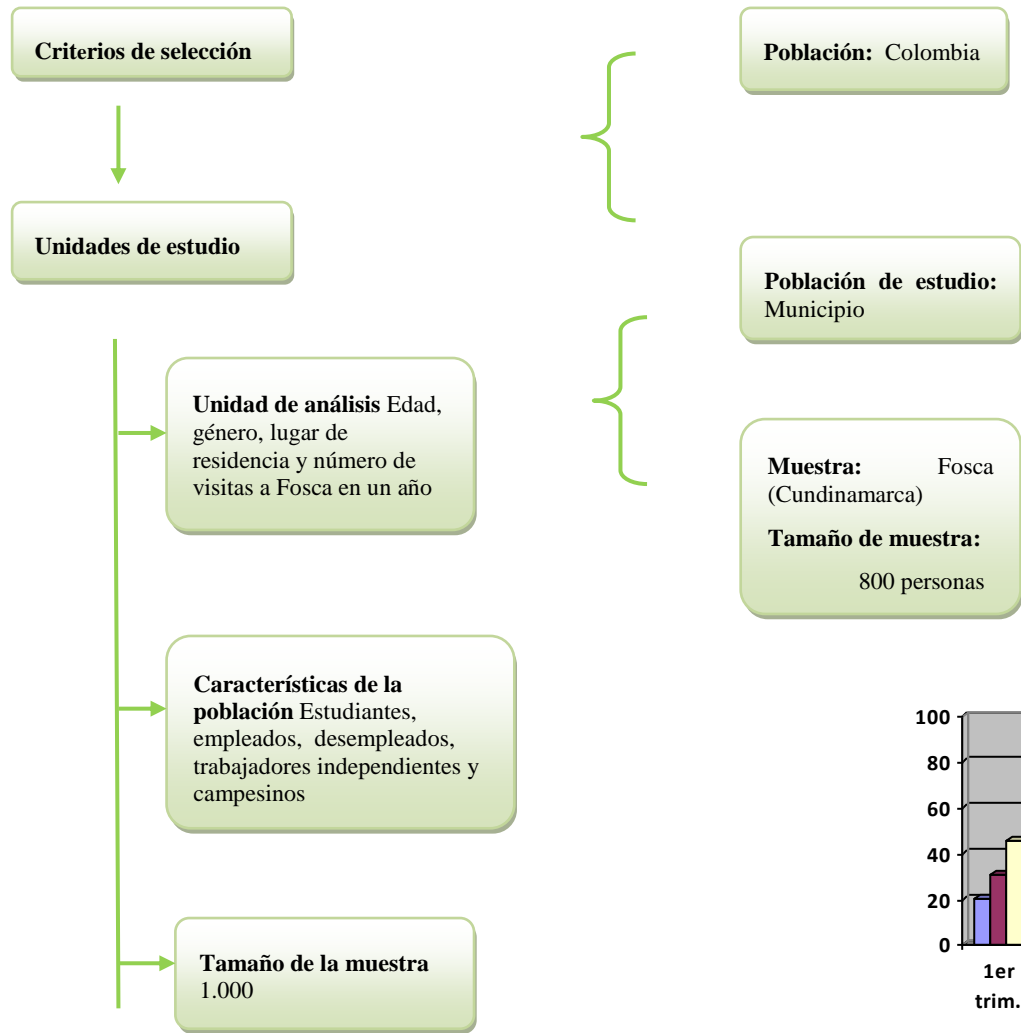 Criterios de selección
Unidades de estudio
Unidad de análisis Edad,
género, lugar de
residencia y número de
visitas a Fosca en un año
Características de la
población Estudiantes,
empleados, desempleados,
trabajadores independientes y
campesinos
Tamaño de la muestra
1.000
Población: Colombia
Población de estudio:
Municipio
Muestra: Fosca
(Cundinamarca)
Tamaño de muestra:
800 personas
100
80
60
40
20
0
1er
trim.